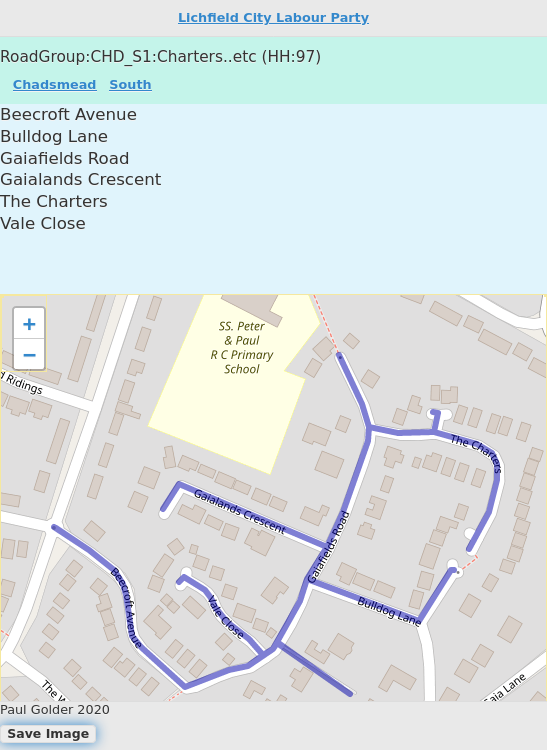 Lichfield City Labour Party
RoadGroup:CHD_S1:Charters..etc (HH:97)
Chadsmead South
Beecroft Avenue
Bulldog Lane
Gaiafields Road
Gaialands Crescent
The Charters
Vale Close
+
−
SS. Peter
& Paul
R C Primary
School
d Ridings
The Charters
Gaialands Crescent
Gaiafields Road
Beecroft Avenue
Vale Close
Bulldog Lane
The V
Gaia Lane
Paul Golder 2020
Save Image